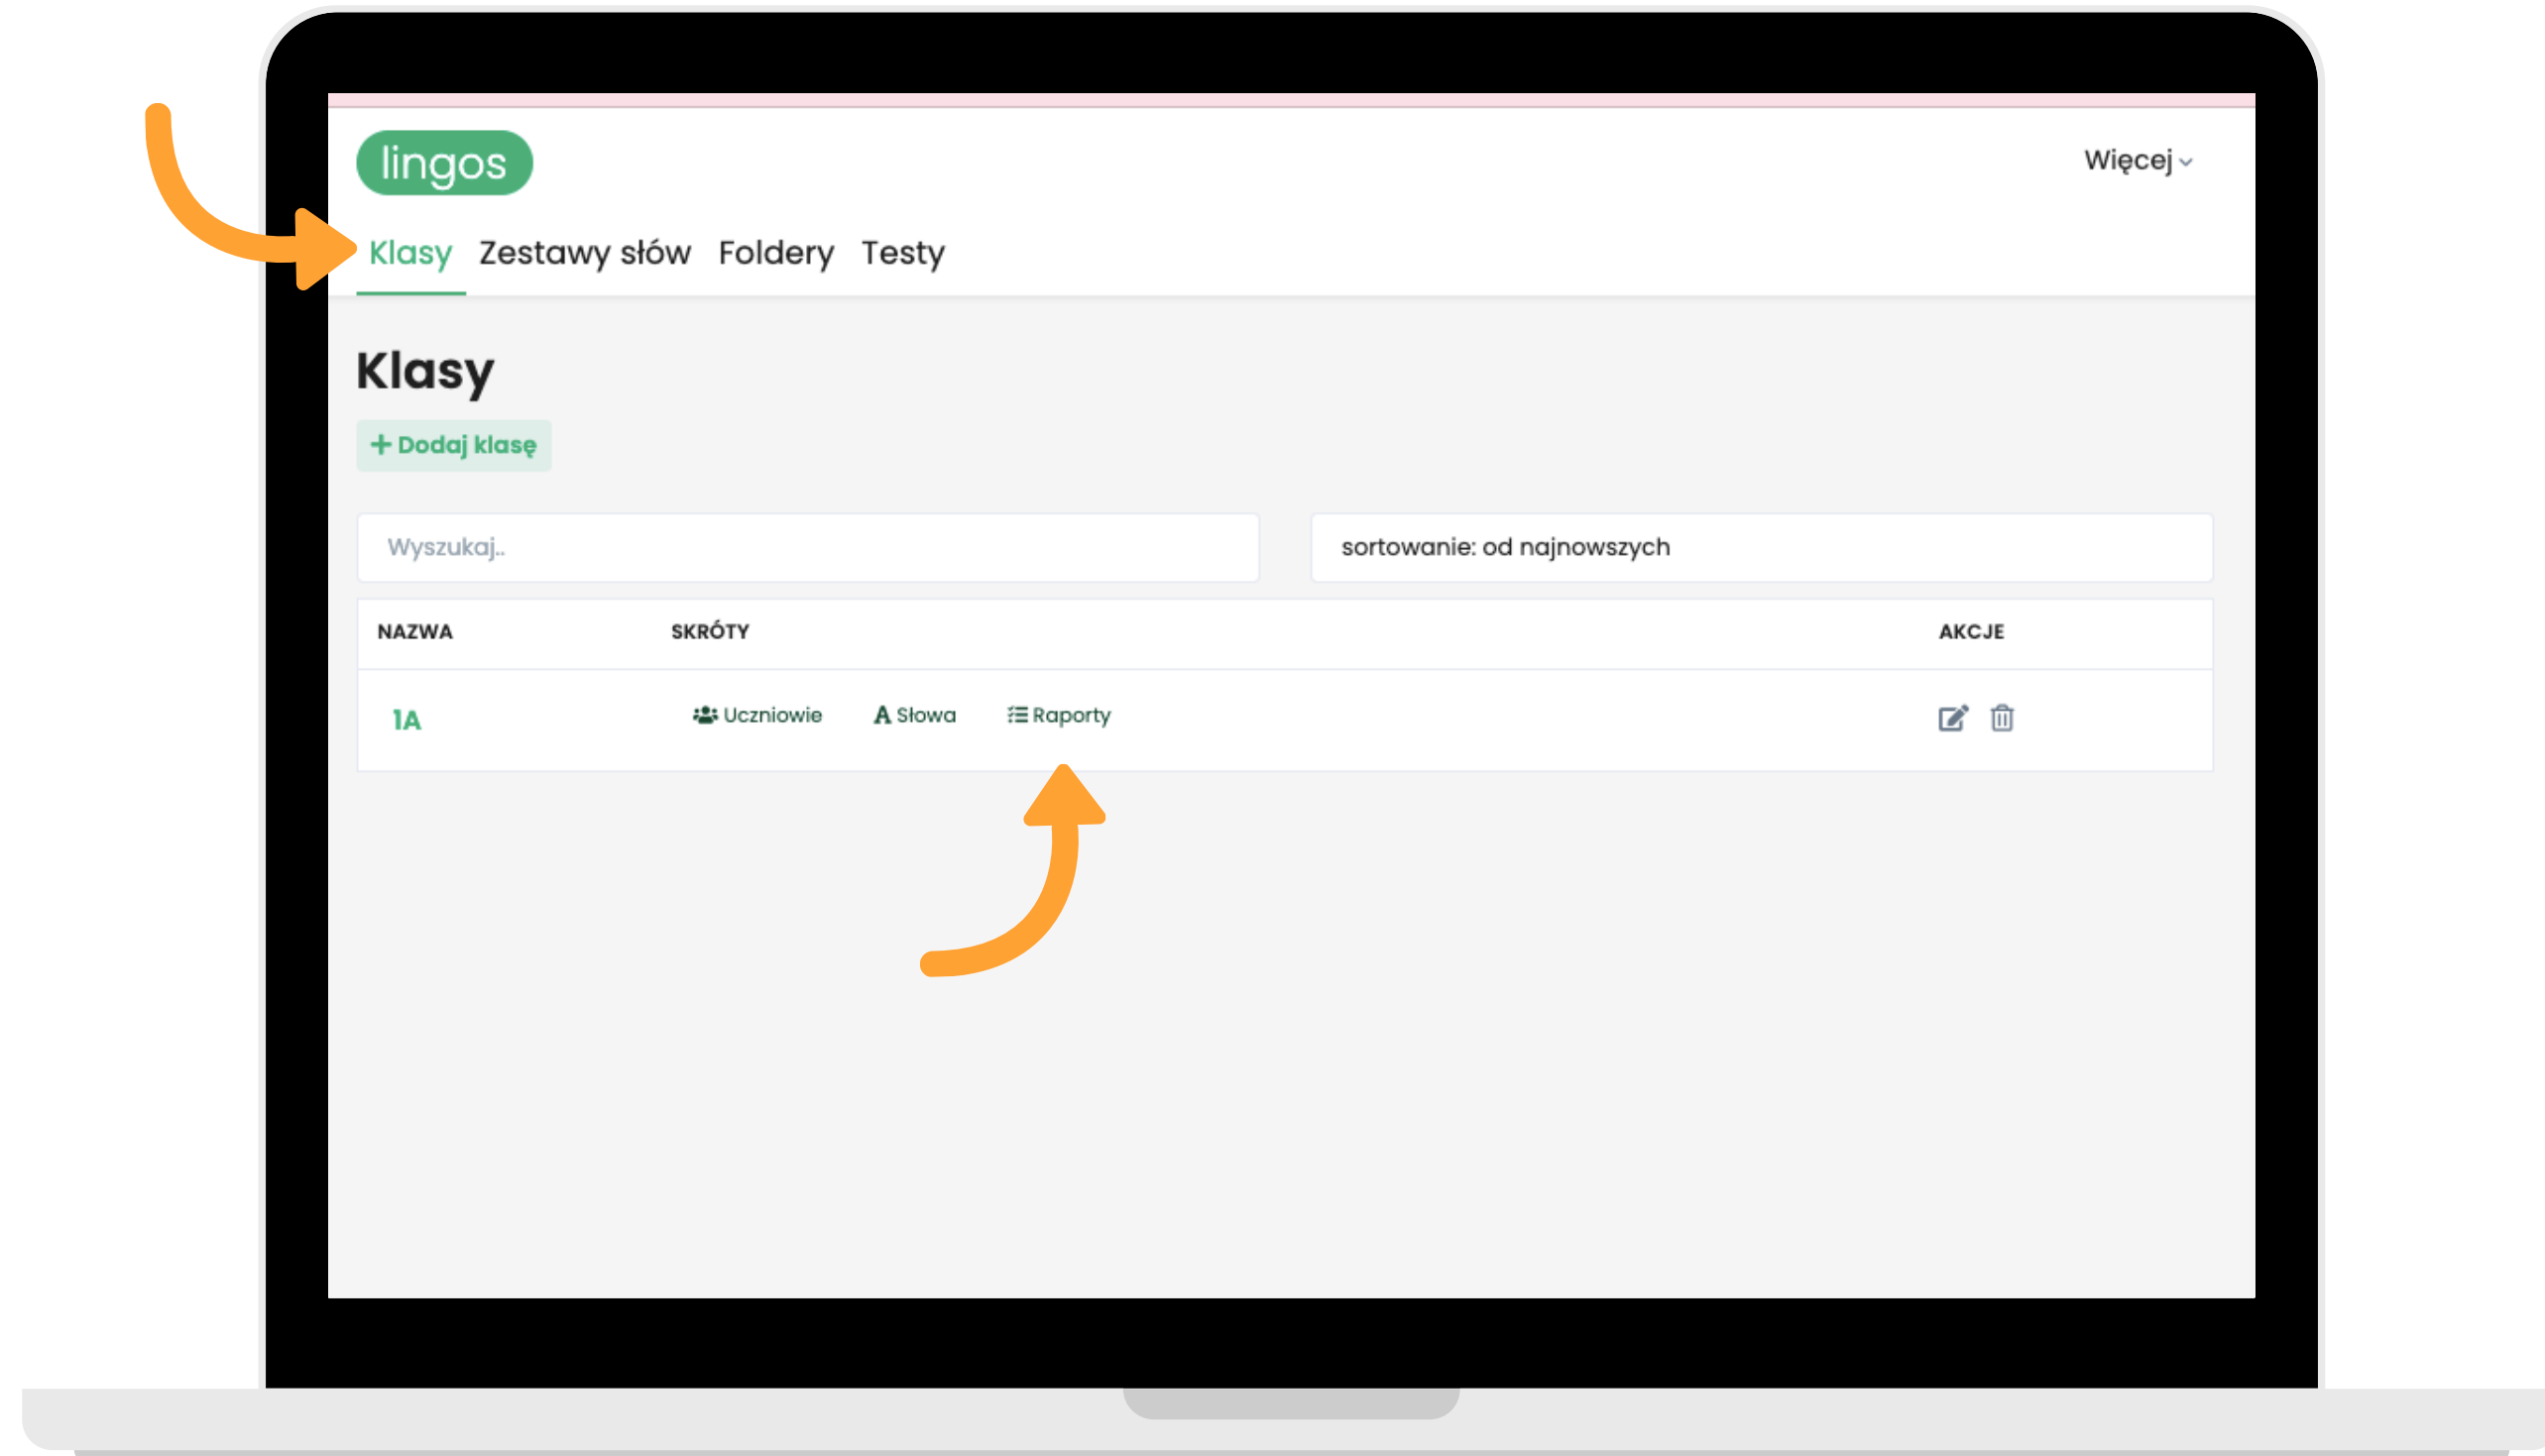 lingos
Więcej
Klasy Zestawy słów Foldery Testy
Klasy
+ Dodaj klasę
Wyszukaj..
sortowanie: od najnowszych
NAZWA SKRÓTY AKCJE
1A Uczniowie A Słowa Raporty